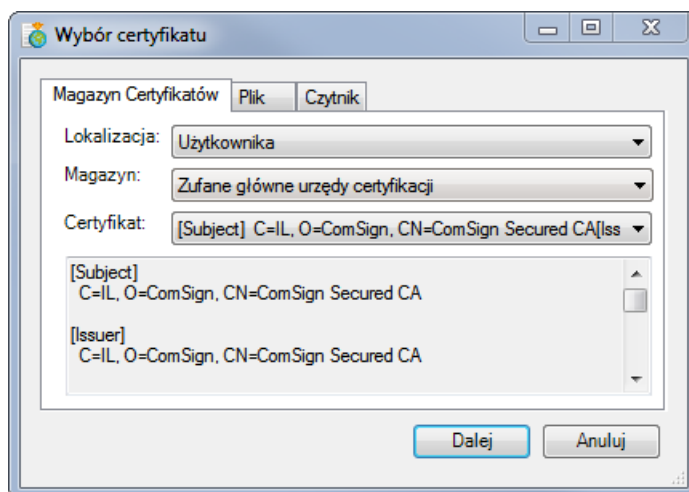 Wybór certyfikatu
Magazyn Certyfikatów Plik Czytnik
Lokalizacja: Użytkownika
Magazyn: Zufane główne urzędy certyfikacji
Certyfikat: [Subject] C=IL, O=ComSign, CN=ComSign Secured CA[Iss
[Subject]
C=IL, O=ComSign, CN=ComSign Secured CA
[Issuer]
C=IL, O=ComSign, CN=ComSign Secured CA
Dalej Anuluj